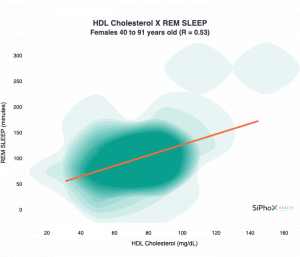 HDL Cholesterol X REM SLEEP
Females 40 to 91 years old (R = 0.53)
REM SLEEP (minutes)
300
250
200
150
100
50
0
SiPhoX HEALTH
20 40 60 80 100 120 140 160
HDL Cholesterol (mg/dL)